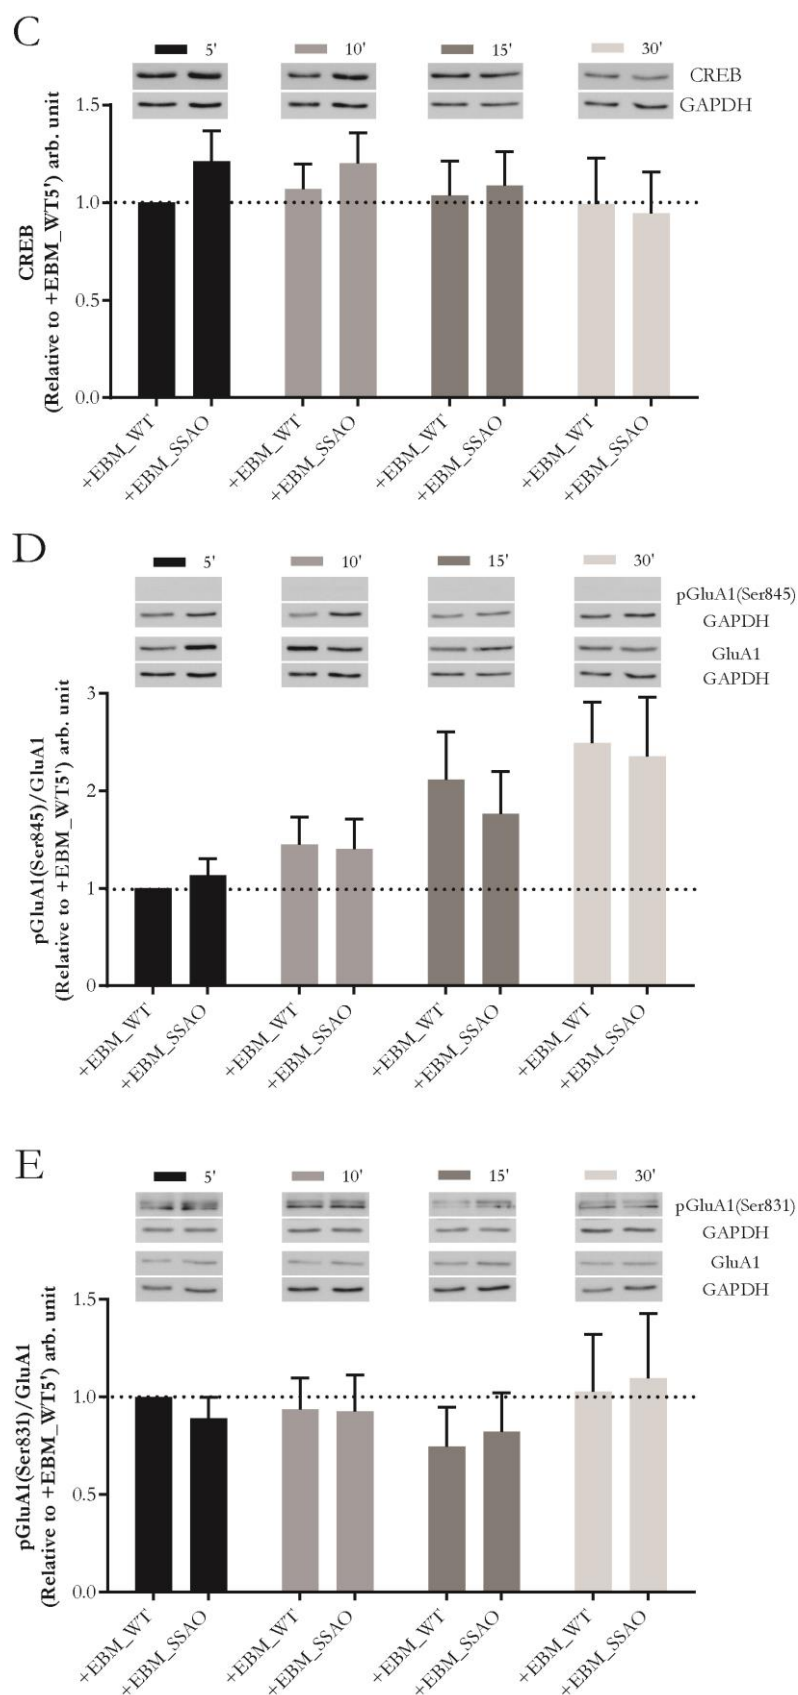 C
5' 10' 15' 30'
CREB
GAPDH
CREB
(Relative to +EBM_WT5') arb. unit
1.5
1.0
0.5
0.0
+EBM_WT +EBM_SSAO +EBM_WT +EBM_SSAO +EBM_WT +EBM_SSAO +EBM_WT +EBM_SSAO
D
5' 10' 15' 30'
pGluA1(Ser845)
GAPDH
GluA1
GAPDH
pGluA1(Ser845)/GluA1
(Relative to +EBM_WT5') arb. unit
3
2
1
0
+EBM_WT +EBM_SSAO +EBM_WT +EBM_SSAO +EBM_WT +EBM_SSAO +EBM_WT +EBM_SSAO
E
5' 10' 15' 30'
pGluA1(Ser831)
GAPDH
GluA1
GAPDH
pGluA1(Ser831)/GluA1
(Relative to +EBM_WT5') arb. unit
1.5
1.0
0.5
0.0
+EBM_WT +EBM_SSAO +EBM_WT +EBM_SSAO +EBM_WT +EBM_SSAO +EBM_WT +EBM_SSAO